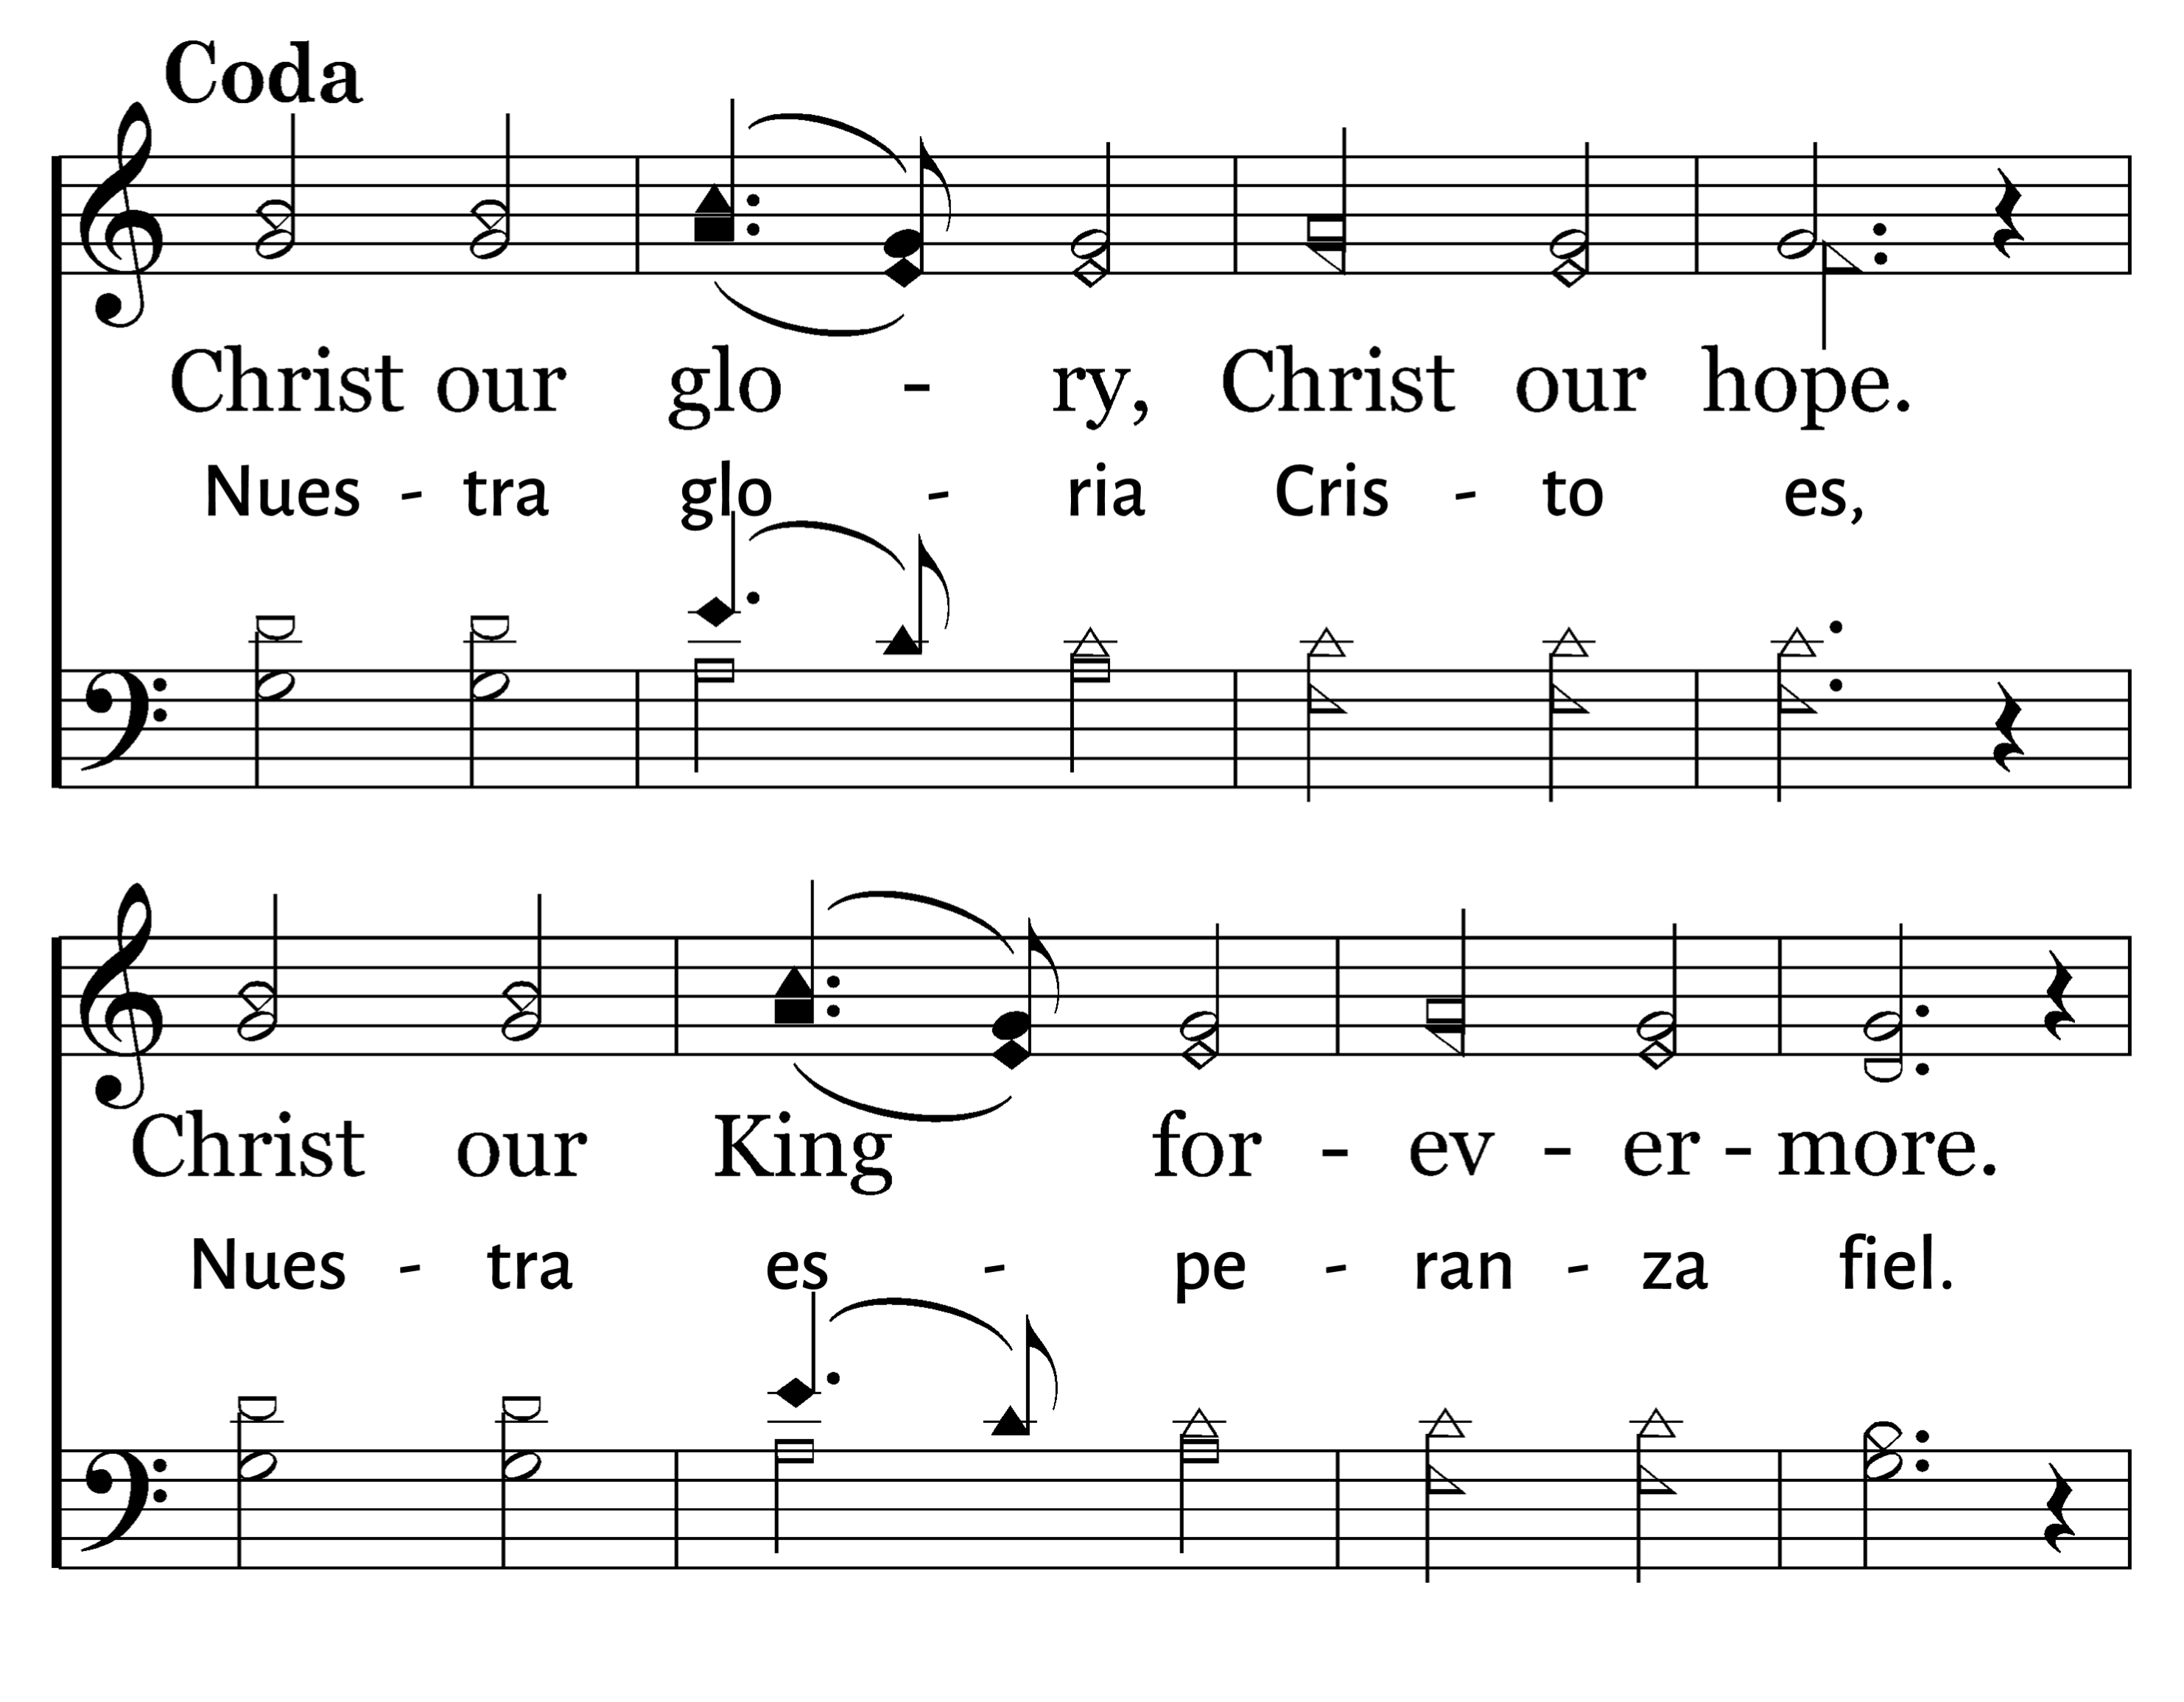 Coda
Christ our glo - ry, Christ our hope.
Nues - tra glo - ria Cris - to es,
Christ our King for - ev - er - more.
Nues - tra es - pe - ran - za fiel.